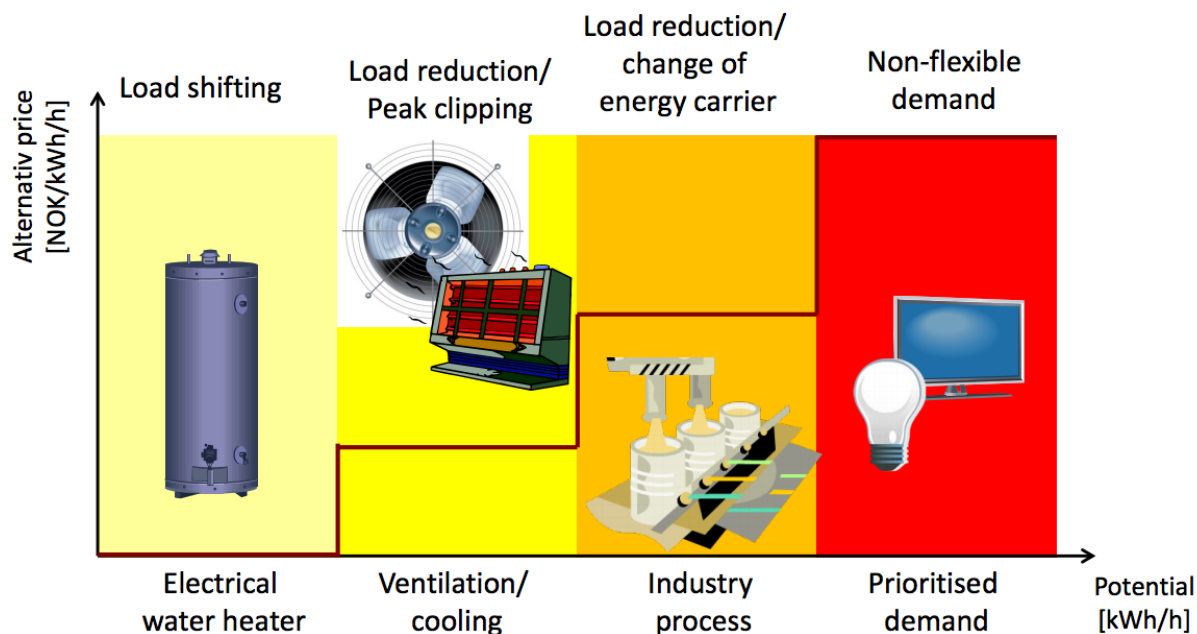 Load shifting
Load reduction/
Peak clipping
Load reduction/
change of
energy carrier
Non-flexible
demand
Alternativ price
[NOK/kWh/h]
Electrical
water heater
Ventilation/
cooling
Industry
process
Prioritised
demand
Potential
[kWh/h]